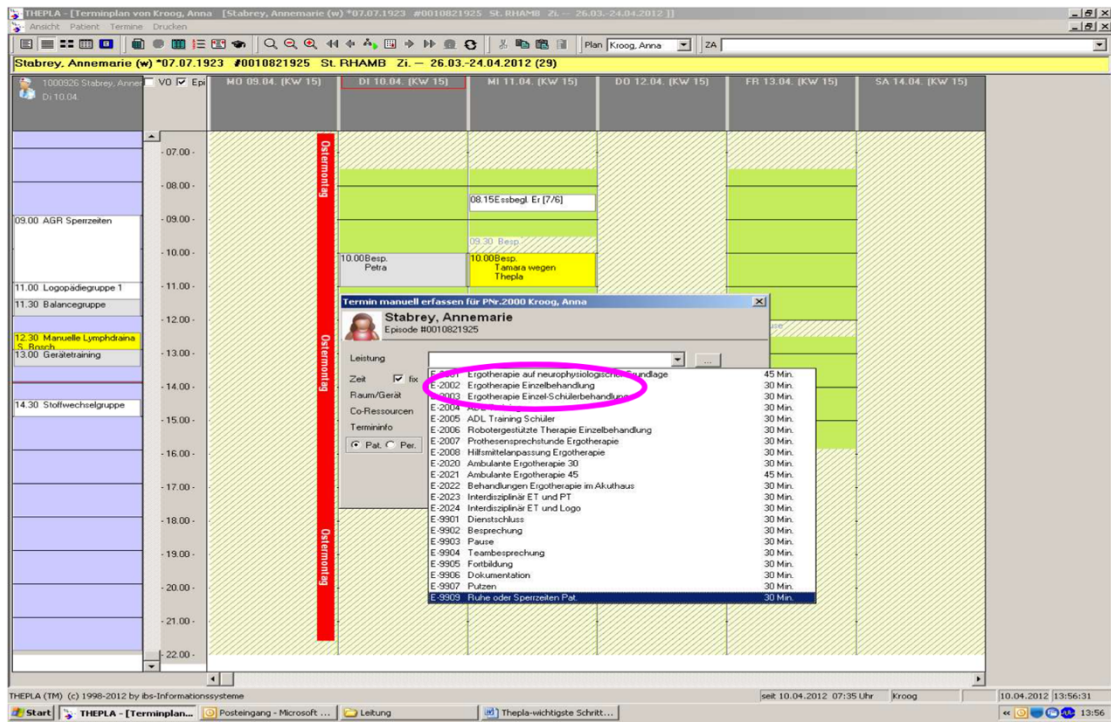 THEPLA - [Terminplan von Kroog, Anna [Stabrey, Annemarie (w) *07.07.1923 #0010821925 St. RHAMB Zi. -- 26.03.-24.04.2012 ]]
Ansicht Patient Termine Drucken
Plan Kroog, Anna ZA
Stabrey, Annemarie (w) *07.07.1923 #0010821925 St. RHAMB Zi. -- 26.03.-24.04.2012 (29)
1000926 Stabrey, Annei VO Epi MO 09.04. (KW 15) DI 10.04. (KW 15) MI 11.04. (KW 15) DO 12.04. (KW 15) FR 13.04. (KW 15) SA 14.04. (KW 15)
Di 10.04.
Ostermontag
Ostermontag
Ostermontag
- 07.00 -
- 08.00 -
08.15Essbegl. Er [7/6]
09.00 AGR Sperrzeiten - 09.00 -
09.30 Besp
- 10.00 - 10.00Besp. 10.00Besp.
Petra Tamara wegen
Thepla
11.00 Logopädiegruppe 1 - 11.00 -
11.30 Balancegruppe
- 12.00 -
12.30 Manuelle Lymphdraina
S. Bosch
13.00 Gerätetraining - 13.00 -
- 14.00 -
14.30 Stoffwechselgruppe
- 15.00 -
- 16.00 -
- 17.00 -
- 18.00 -
- 19.00 -
- 20.00 -
- 21.00 -
- 22.00 -
Termin manuell erfassen für PNr.2000 Kroog, Anna
Stabrey, Annemarie
Episode #0010821925
Leistung ...
Zeit fix
Raum/Gerät
Co-Ressourcen
Termininfo
Pat. Per.
E-2001 Ergotherapie auf neurophysiologischer Grundlage 45 Min.
E-2002 Ergotherapie Einzelbehandlung 30 Min.
E-2003 Ergotherapie Einzel-Schülerbehandlung 30 Min.
E-2004 ADL Training 30 Min.
E-2005 ADL Training Schüler 30 Min.
E-2006 Robotergestützte Therapie Einzelbehandlung 30 Min.
E-2007 Prothesensprechstunde Ergotherapie 30 Min.
E-2008 Hilfsmittelanpassung Ergotherapie 30 Min.
E-2020 Ambulante Ergotherapie 30 30 Min.
E-2021 Ambulante Ergotherapie 45 45 Min.
E-2022 Behandlungen Ergotherapie im Akuthaus 30 Min.
E-2023 Interdisziplinär ET und PT 30 Min.
E-2024 Interdisziplinär ET und Logo 30 Min.
E-9901 Dienstschluss 30 Min.
E-9902 Besprechung 30 Min.
E-9903 Pause 30 Min.
E-9904 Teambesprechung 30 Min.
E-9905 Fortbildung 30 Min.
E-9906 Dokumentation 30 Min.
E-9907 Putzen 30 Min.
E-9909 Ruhe oder Sperrzeiten Pat. 30 Min.
THEPLA (TM) (c) 1998-2012 by ibs-Informationssysteme seit 10.04.2012 07:35 Uhr Kroog 10.04.2012 13:56:31
Start THEPLA - [Terminplan... Posteingang - Microsoft ... Leitung Thepla-wichtigste Schritt... 13:56